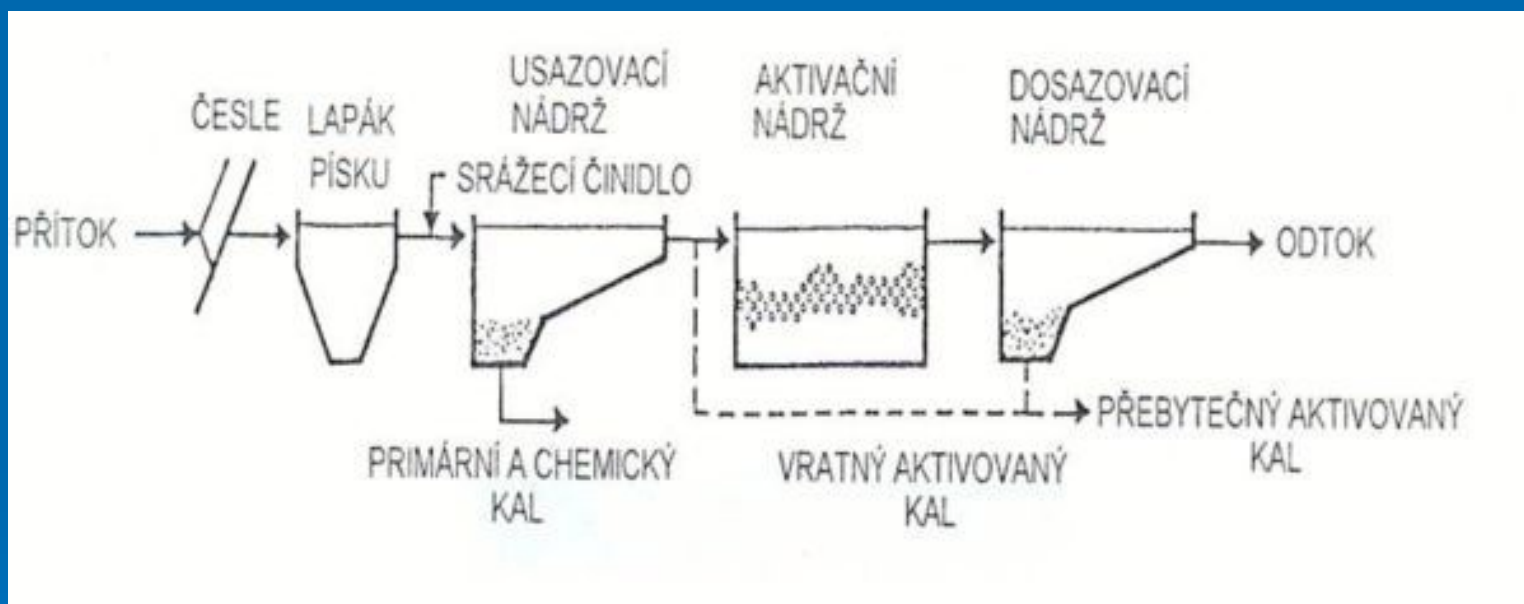 ČESLE
LAPÁK
PÍSKU
USAZOVACÍ
NÁDRŽ
AKTIVAČNÍ
NÁDRŽ
DOSAZOVACÍ
NÁDRŽ
SRÁŽECÍ ČINIDLO
PŘÍTOK
ODTOK
PRIMÁRNÍ A CHEMICKÝ
KAL
VRATNÝ AKTIVOVANÝ
KAL
PŘEBYTEČNÝ AKTIVOVANÝ
KAL